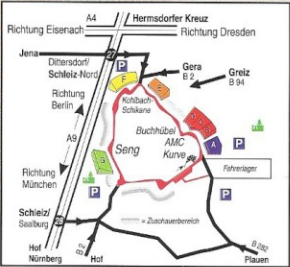 A4
Hermsdorfer Kreuz
Richtung Eisenach
Richtung Dresden
Jena
P
Dittersdorf/
Schleiz-Nord
F
E
Gera
B 2
Greiz
B 94
Richtung
Berlin
Kohlbach-
Schikane
Buchhübel
AMC
Kurve
A
P
A9
Seng
G
Fahrerlager
Richtung
München
P
P
Schleiz/
Saalburg
= Zuschauerbereich
Hof
Nürnberg
B 2
Hof
B 282
Plauen